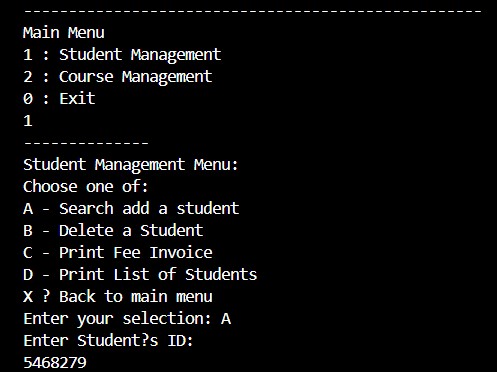 ---------------------------------------------------
Main Menu
1 : Student Management
2 : Course Management
0 : Exit
1
--------------
Student Management Menu:
Choose one of:
A - Search add a student
B - Delete a Student
C - Print Fee Invoice
D - Print List of Students
X ? Back to main menu
Enter your selection: A
Enter Student?s ID:
5468279